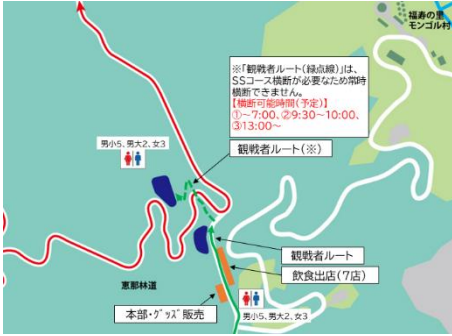 福寿の里
モンゴル村
※「観戦者ルート(緑点線)」は、
SSコース横断が必要なため常時
横断できません。
【横断可能時間(予定)】
①～7:00、②9:30～10:00、
③13:00～
男小5、男大2、女3
観戦者ルート(※)
観戦者ルート
飲食出店(7店)
恵那林道
本部・グッズ販売
男小5、男大2、女3